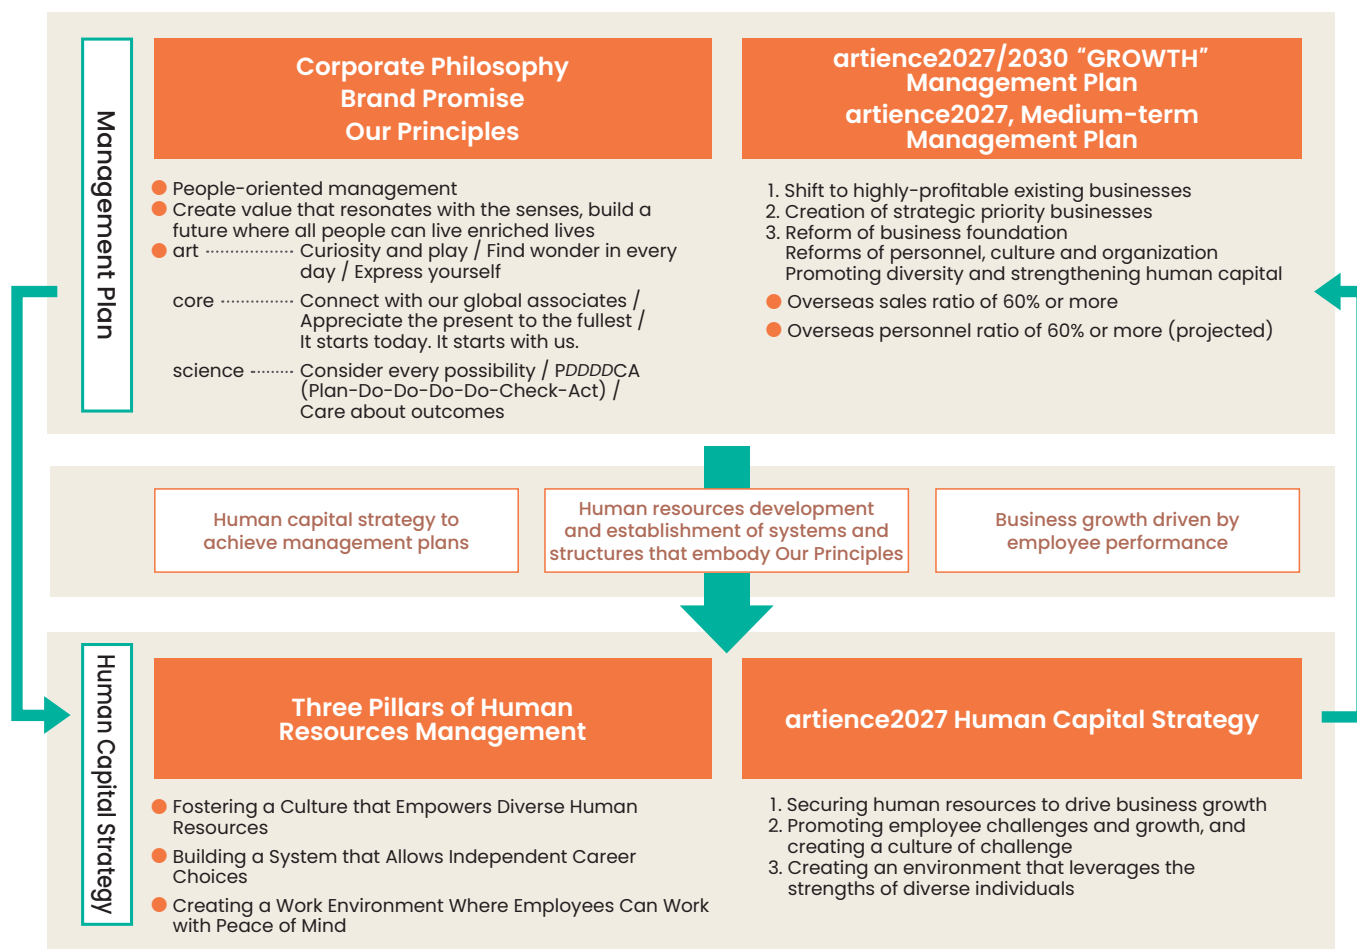 Management Plan
Corporate Philosophy
Brand Promise
Our Principles
● People-oriented management
● Create value that resonates with the senses, build a
future where all people can live enriched lives
● art ················ Curiosity and play / Find wonder in every
day / Express yourself
core ·············· Connect with our global associates /
Appreciate the present to the fullest /
It starts today. It starts with us.
science ········· Consider every possibility / PDDDDCA
(Plan-Do-Do-Do-Do-Check-Act) /
Care about outcomes
artience2027/2030 “GROWTH”
Management Plan
artience2027, Medium-term
Management Plan
1. Shift to highly-profitable existing businesses
2. Creation of strategic priority businesses
3. Reform of business foundation
Reforms of personnel, culture and organization
Promoting diversity and strengthening human capital
● Overseas sales ratio of 60% or more
● Overseas personnel ratio of 60% or more (projected)
Human capital strategy to
achieve management plans
Human resources development
and establishment of systems and
structures that embody Our Principles
Business growth driven by
employee performance
Human Capital Strategy
Three Pillars of Human
Resources Management
● Fostering a Culture that Empowers Diverse Human
Resources
● Building a System that Allows Independent Career
Choices
● Creating a Work Environment Where Employees Can Work
with Peace of Mind
artience2027 Human Capital Strategy
1. Securing human resources to drive business growth
2. Promoting employee challenges and growth, and
creating a culture of challenge
3. Creating an environment that leverages the
strengths of diverse individuals